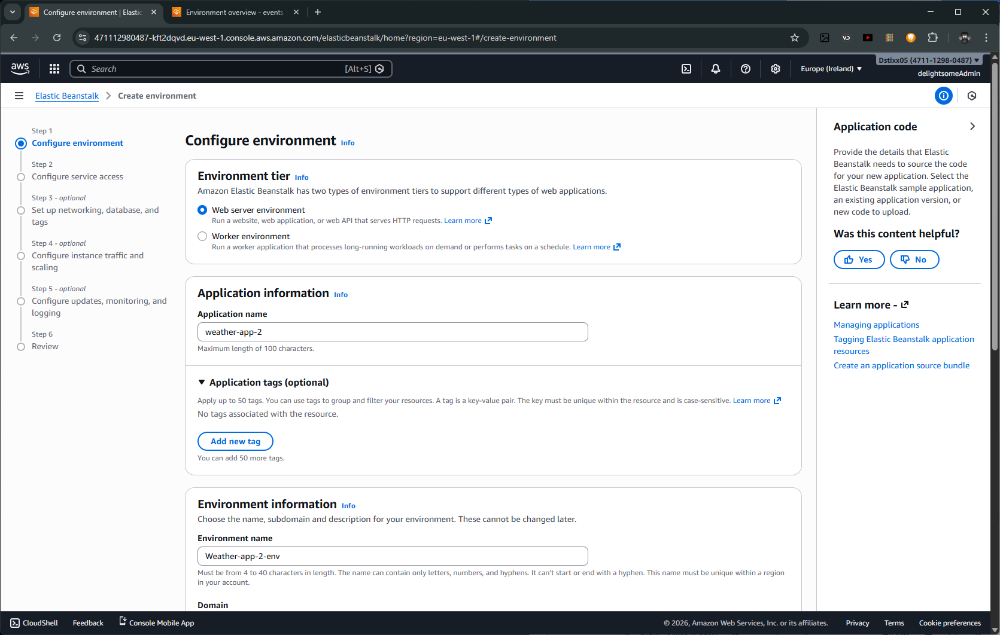 Configure environment | Elastic
Environment overview - events
471112980487-kft2dqvd.eu-west-1.console.aws.amazon.com/elasticbeanstalk/home?region=eu-west-1#/create-environment
aws
Search
[Alt+S]
Europe (Ireland)
Dstixx05 (4711-1298-0487)
delightsomeAdmin
Elastic Beanstalk
Create environment
Step 1
Configure environment
Step 2
Configure service access
Step 3 - optional
Set up networking, database, and
tags
Step 4 - optional
Configure instance traffic and
scaling
Step 5 - optional
Configure updates, monitoring, and
logging
Step 6
Review
Configure environment Info
Environment tier Info
Amazon Elastic Beanstalk has two types of environment tiers to support different types of web applications.
Web server environment
Run a website, web application, or web API that serves HTTP requests. Learn more
Worker environment
Run a worker application that processes long-running workloads on demand or performs tasks on a schedule. Learn more
Application information Info
Application name
weather-app-2
Maximum length of 100 characters.
Application tags (optional)
Apply up to 50 tags. You can use tags to group and filter your resources. A tag is a key-value pair. The key must be unique within the resource and is case-sensitive. Learn more
No tags associated with the resource.
Add new tag
You can add 50 more tags.
Environment information Info
Choose the name, subdomain and description for your environment. These cannot be changed later.
Environment name
Weather-app-2-env
Must be from 4 to 40 characters in length. The name can contain only letters, numbers, and hyphens. It can't start or end with a hyphen. This name must be unique within a region
in your account.
Domain
Application code
Provide the details that Elastic
Beanstalk needs to source the code
for your new application. Select the
Elastic Beanstalk sample application,
an existing application version, or
new code to upload.
Was this content helpful?
Yes
No
Learn more -
Managing applications
Tagging Elastic Beanstalk application
resources
Create an application source bundle
CloudShell
Feedback
Console Mobile App
© 2026, Amazon Web Services, Inc. or its affiliates.
Privacy
Terms
Cookie preferences